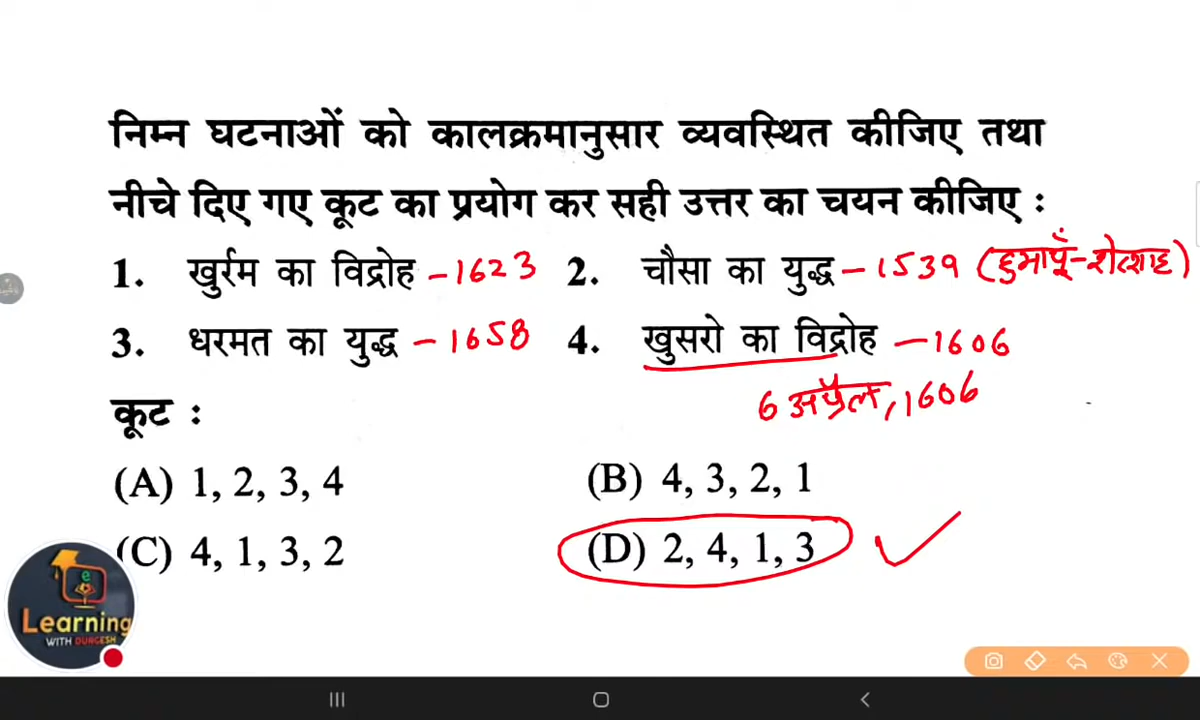 निम्न घटनाओं को कालक्रमानुसार व्यवस्थित कीजिए तथा
नीचे दिए गए कूट का प्रयोग कर सही उत्तर का चयन कीजिए :
1. खुर्रम का विद्रोह - 1623 2. चौसा का युद्ध - 1539 (हुमायूँ - शेरशाह)
3. धरमत का युद्ध - 1658 4. खुसरो का विद्रोह - 1606
6 अप्रैल, 1606
कूट :
(A) 1, 2, 3, 4 (B) 4, 3, 2, 1
(C) 4, 1, 3, 2 (D) 2, 4, 1, 3
e
Learning
WITH DURGESH